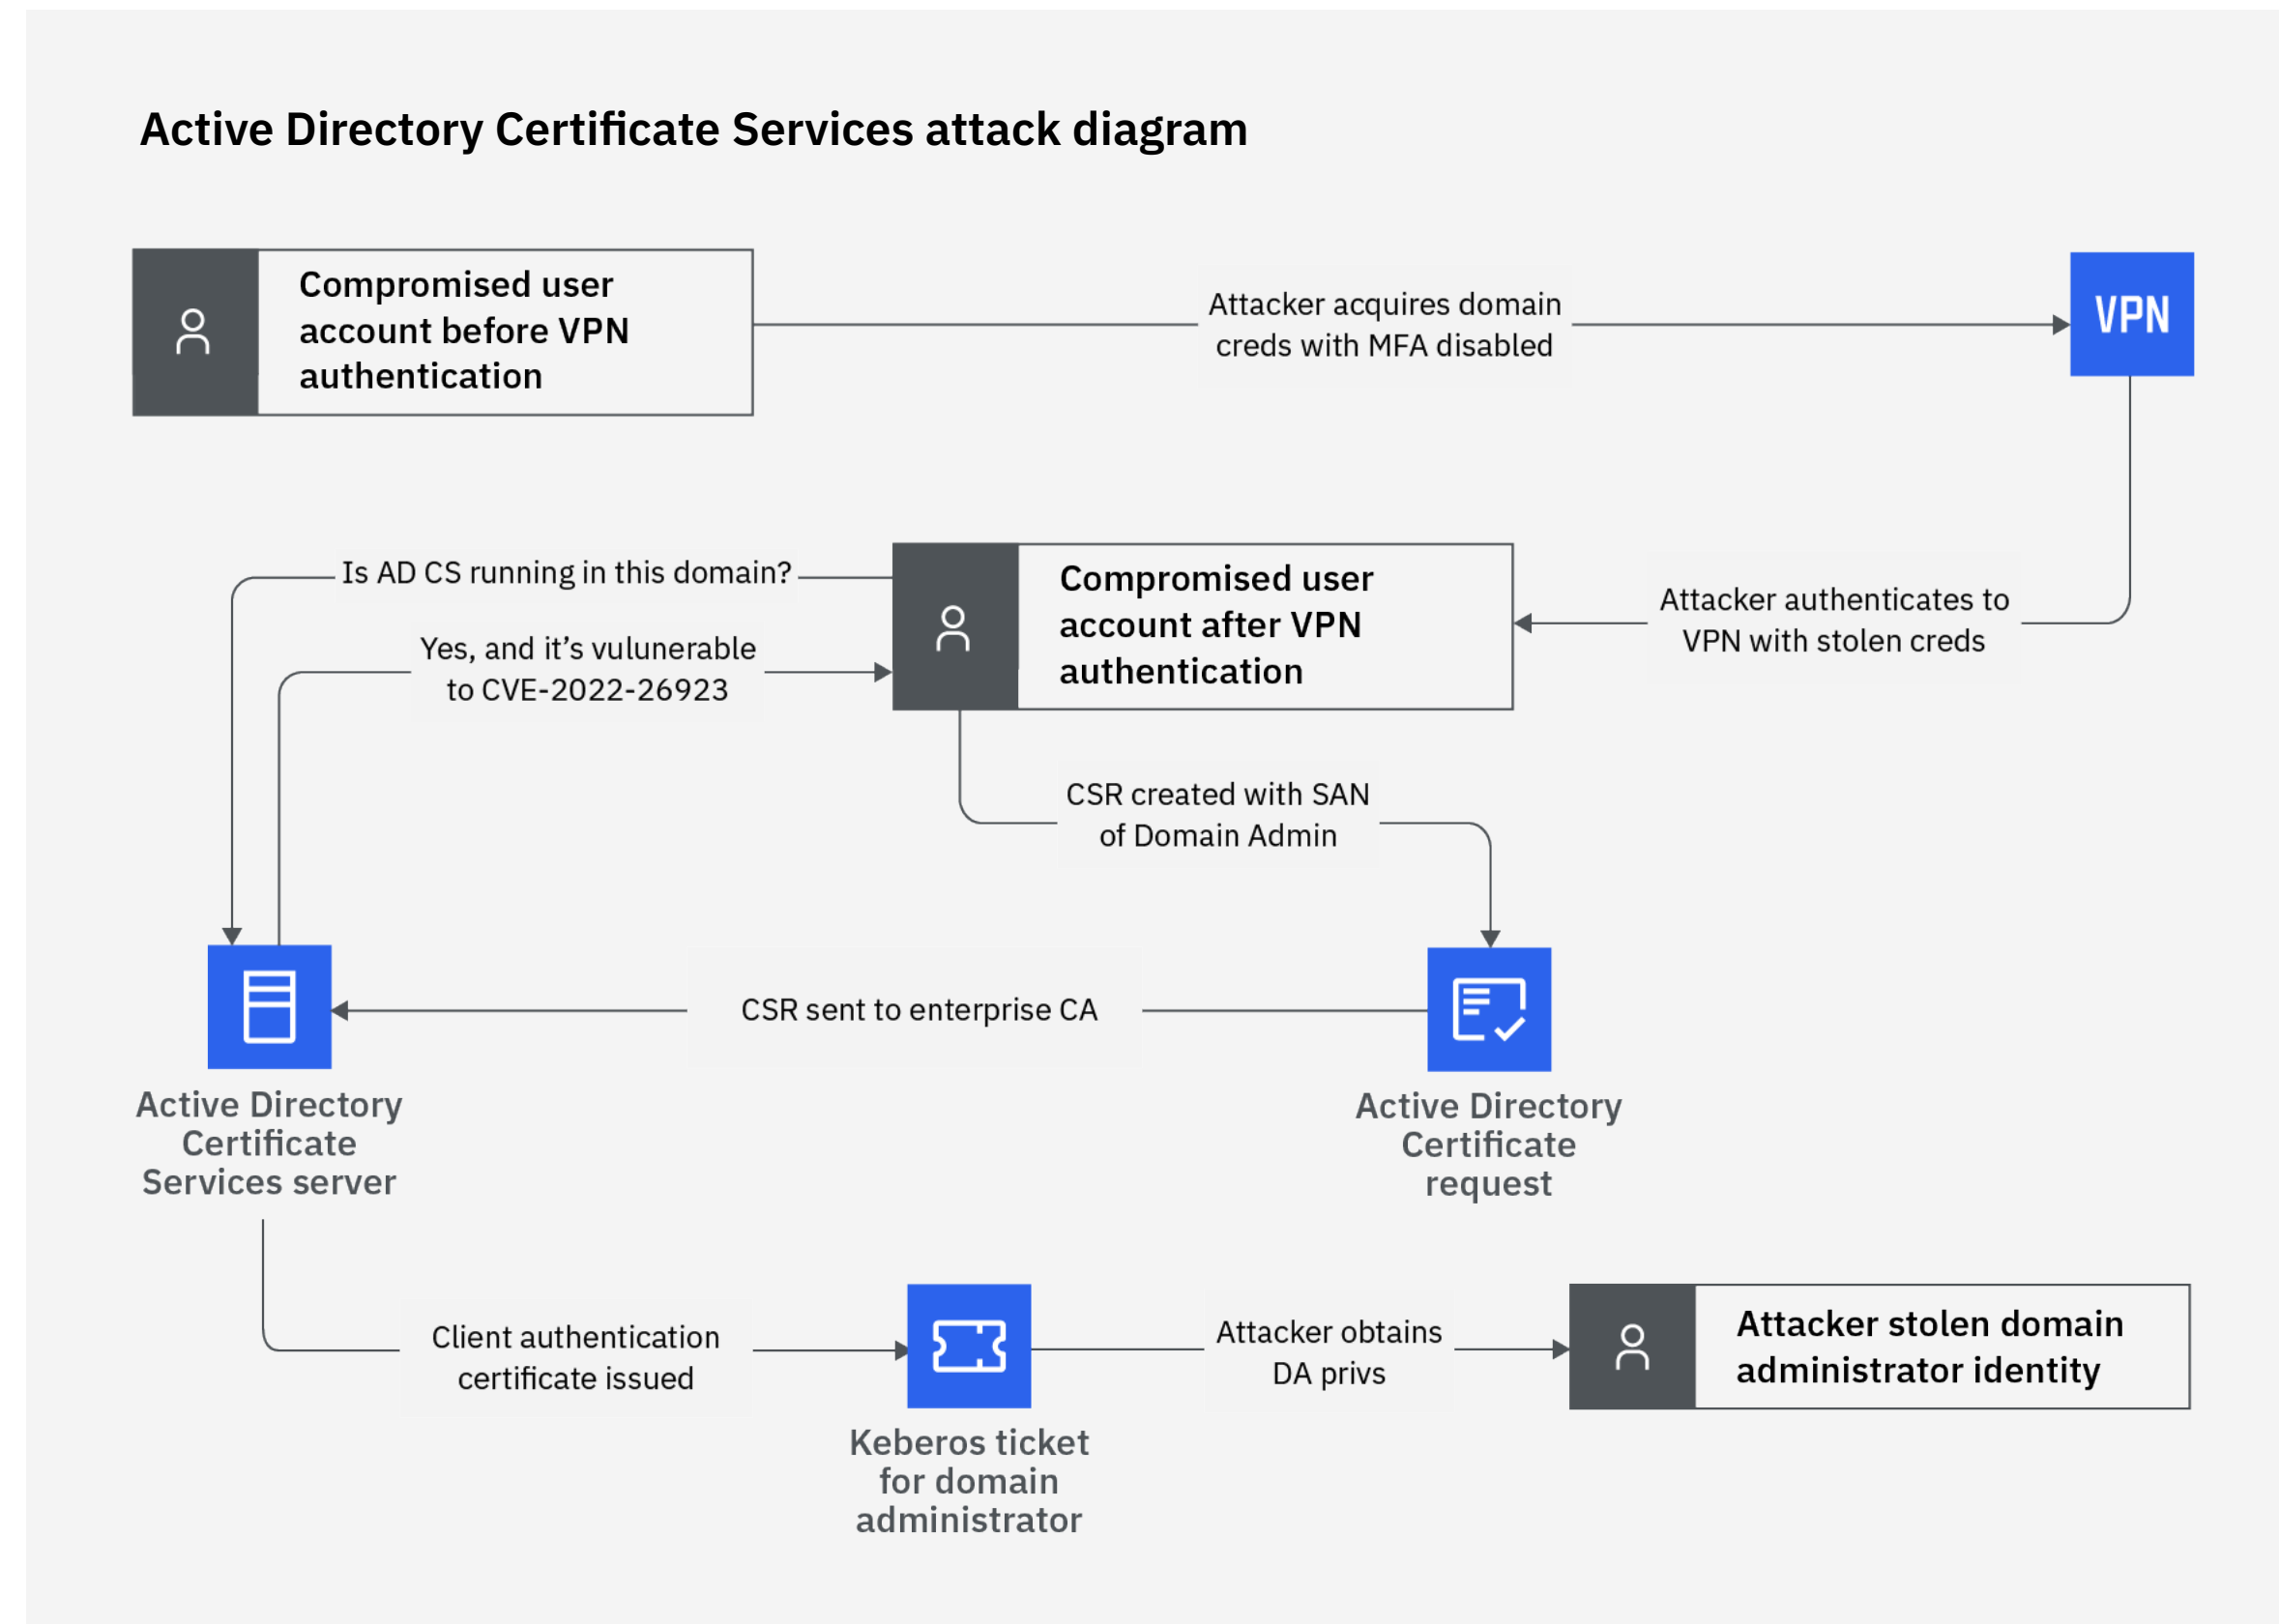 Active Directory Certificate Services attack diagram
Compromised user
account before VPN
authentication
Attacker acquires domain
creds with MFA disabled
VPN
Is AD CS running in this domain?
Yes, and it’s vulunerable
to CVE-2022-26923
Compromised user
account after VPN
authentication
Attacker authenticates to
VPN with stolen creds
CSR created with SAN
of Domain Admin
CSR sent to enterprise CA
Active Directory
Certificate
Services server
Active Directory
Certificate
request
Client authentication
certificate issued
Keberos ticket
for domain
administrator
Attacker obtains
DA privs
Attacker stolen domain
administrator identity